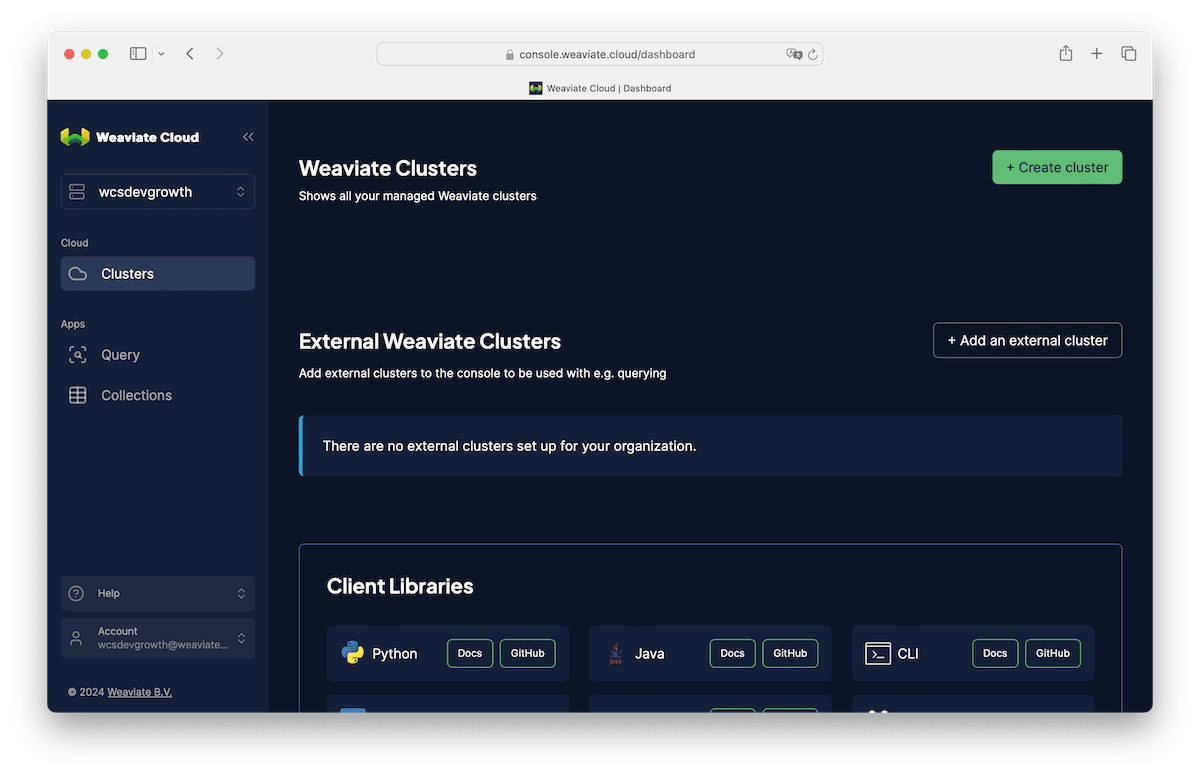 console.weaviate.cloud/dashboard
Weaviate Cloud | Dashboard
Weaviate Cloud
wcsdevgrowth
Cloud
Clusters
Apps
Query
Collections
Help
Account
wcsdevgrowth@weaviate...
© 2024 Weaviate B.V.
Weaviate Clusters
+ Create cluster
Shows all your managed Weaviate clusters
External Weaviate Clusters
+ Add an external cluster
Add external clusters to the console to be used with e.g. querying
There are no external clusters set up for your organization.
Client Libraries
Python Docs GitHub
Java Docs GitHub
CLI Docs GitHub